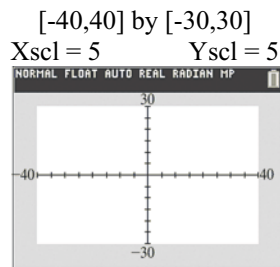 [-40,40] by [-30,30]
Xscl = 5 Yscl = 5
NORMAL FLOAT AUTO REAL RADIAN MP
30
-40 40
-30